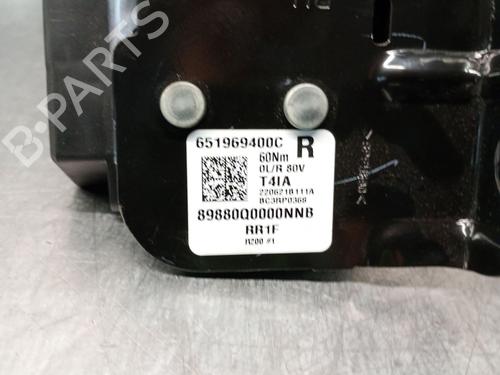 651969400C R
60Nm
OL/R 80V
T4IA
220621B111A
BC3RP0368
89880Q0000NNB
RR1F
R200 #1
B-PARTS